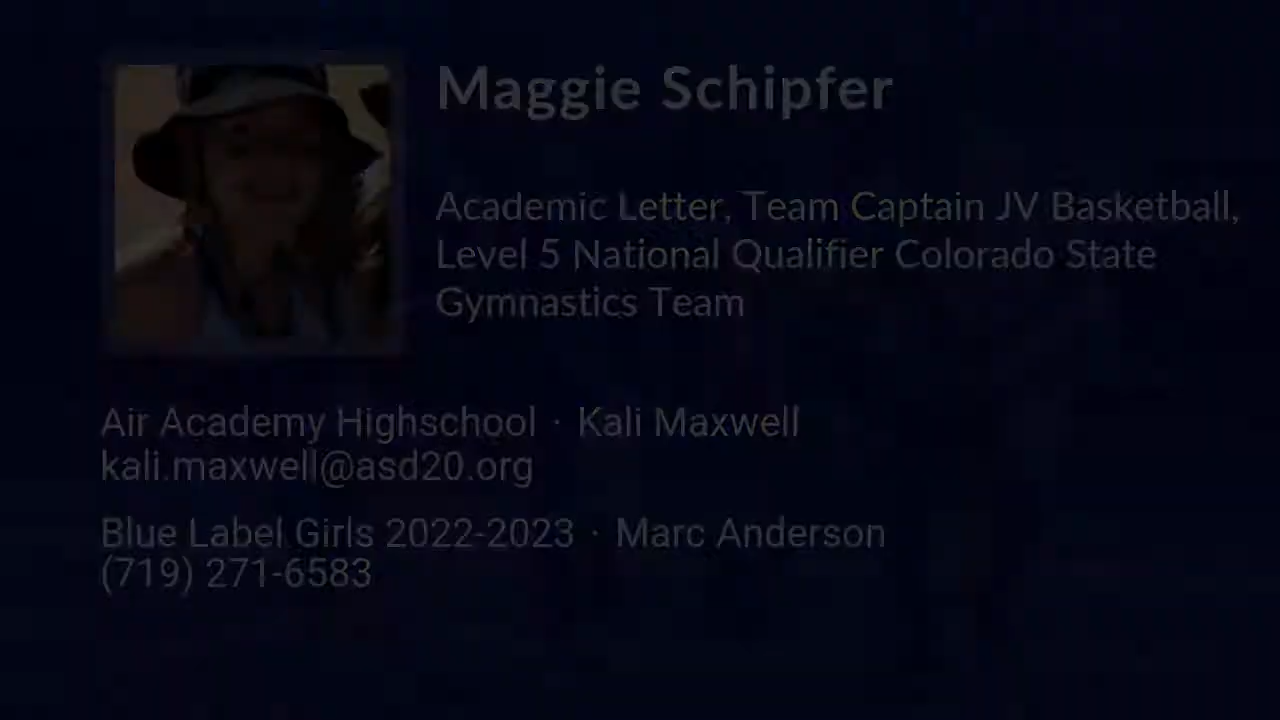 Maggie Schipfer
Academic Letter, Team Captain JV Basketball,
Level 5 National Qualifier Colorado State
Gymnastics Team
Air Academy Highschool · Kali Maxwell
kali.maxwell@asd20.org
Blue Label Girls 2022-2023 · Marc Anderson
(719) 271-6583